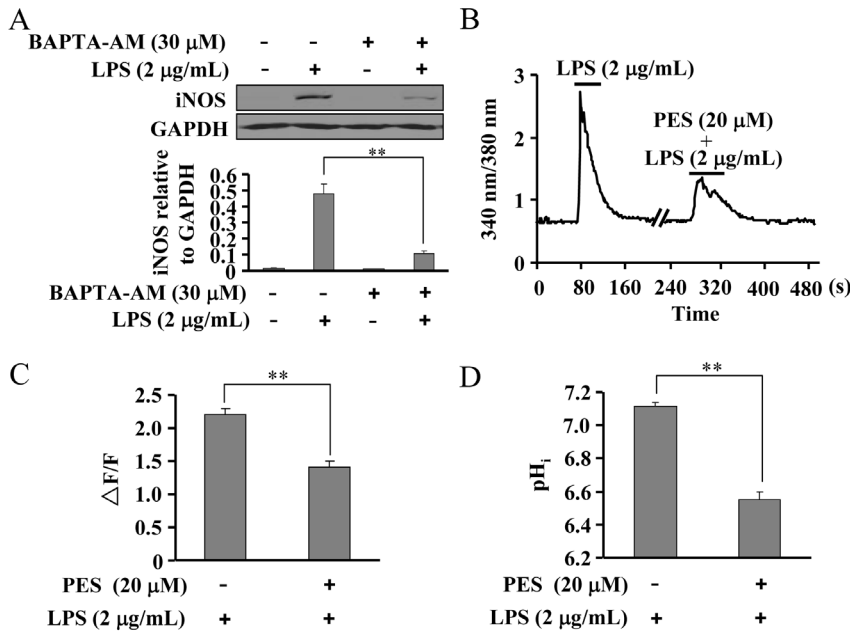 A
BAPTA-AM (30 μM) - - + +
LPS (2 μg/mL) - + - +
iNOS
GAPDH
**
iNOS relative
to GAPDH
0.6
0.5
0.4
0.3
0.2
0.1
0
BAPTA-AM (30 μM) - - + +
LPS (2 μg/mL) - + - +
B
LPS (2 μg/mL)
PES (20 μM)
+
LPS (2 μg/mL)
340 nm/380 nm
3
2
1
0
0 80 160 240 320 400 480 (s)
Time
C
**
△F/F
2.5
2.0
1.5
1.0
0.5
0
PES (20 μM) - +
LPS (2 μg/mL) + +
D
**
pHi
7.2
7.0
6.8
6.6
6.4
6.2
PES (20 μM) - +
LPS (2 μg/mL) + +